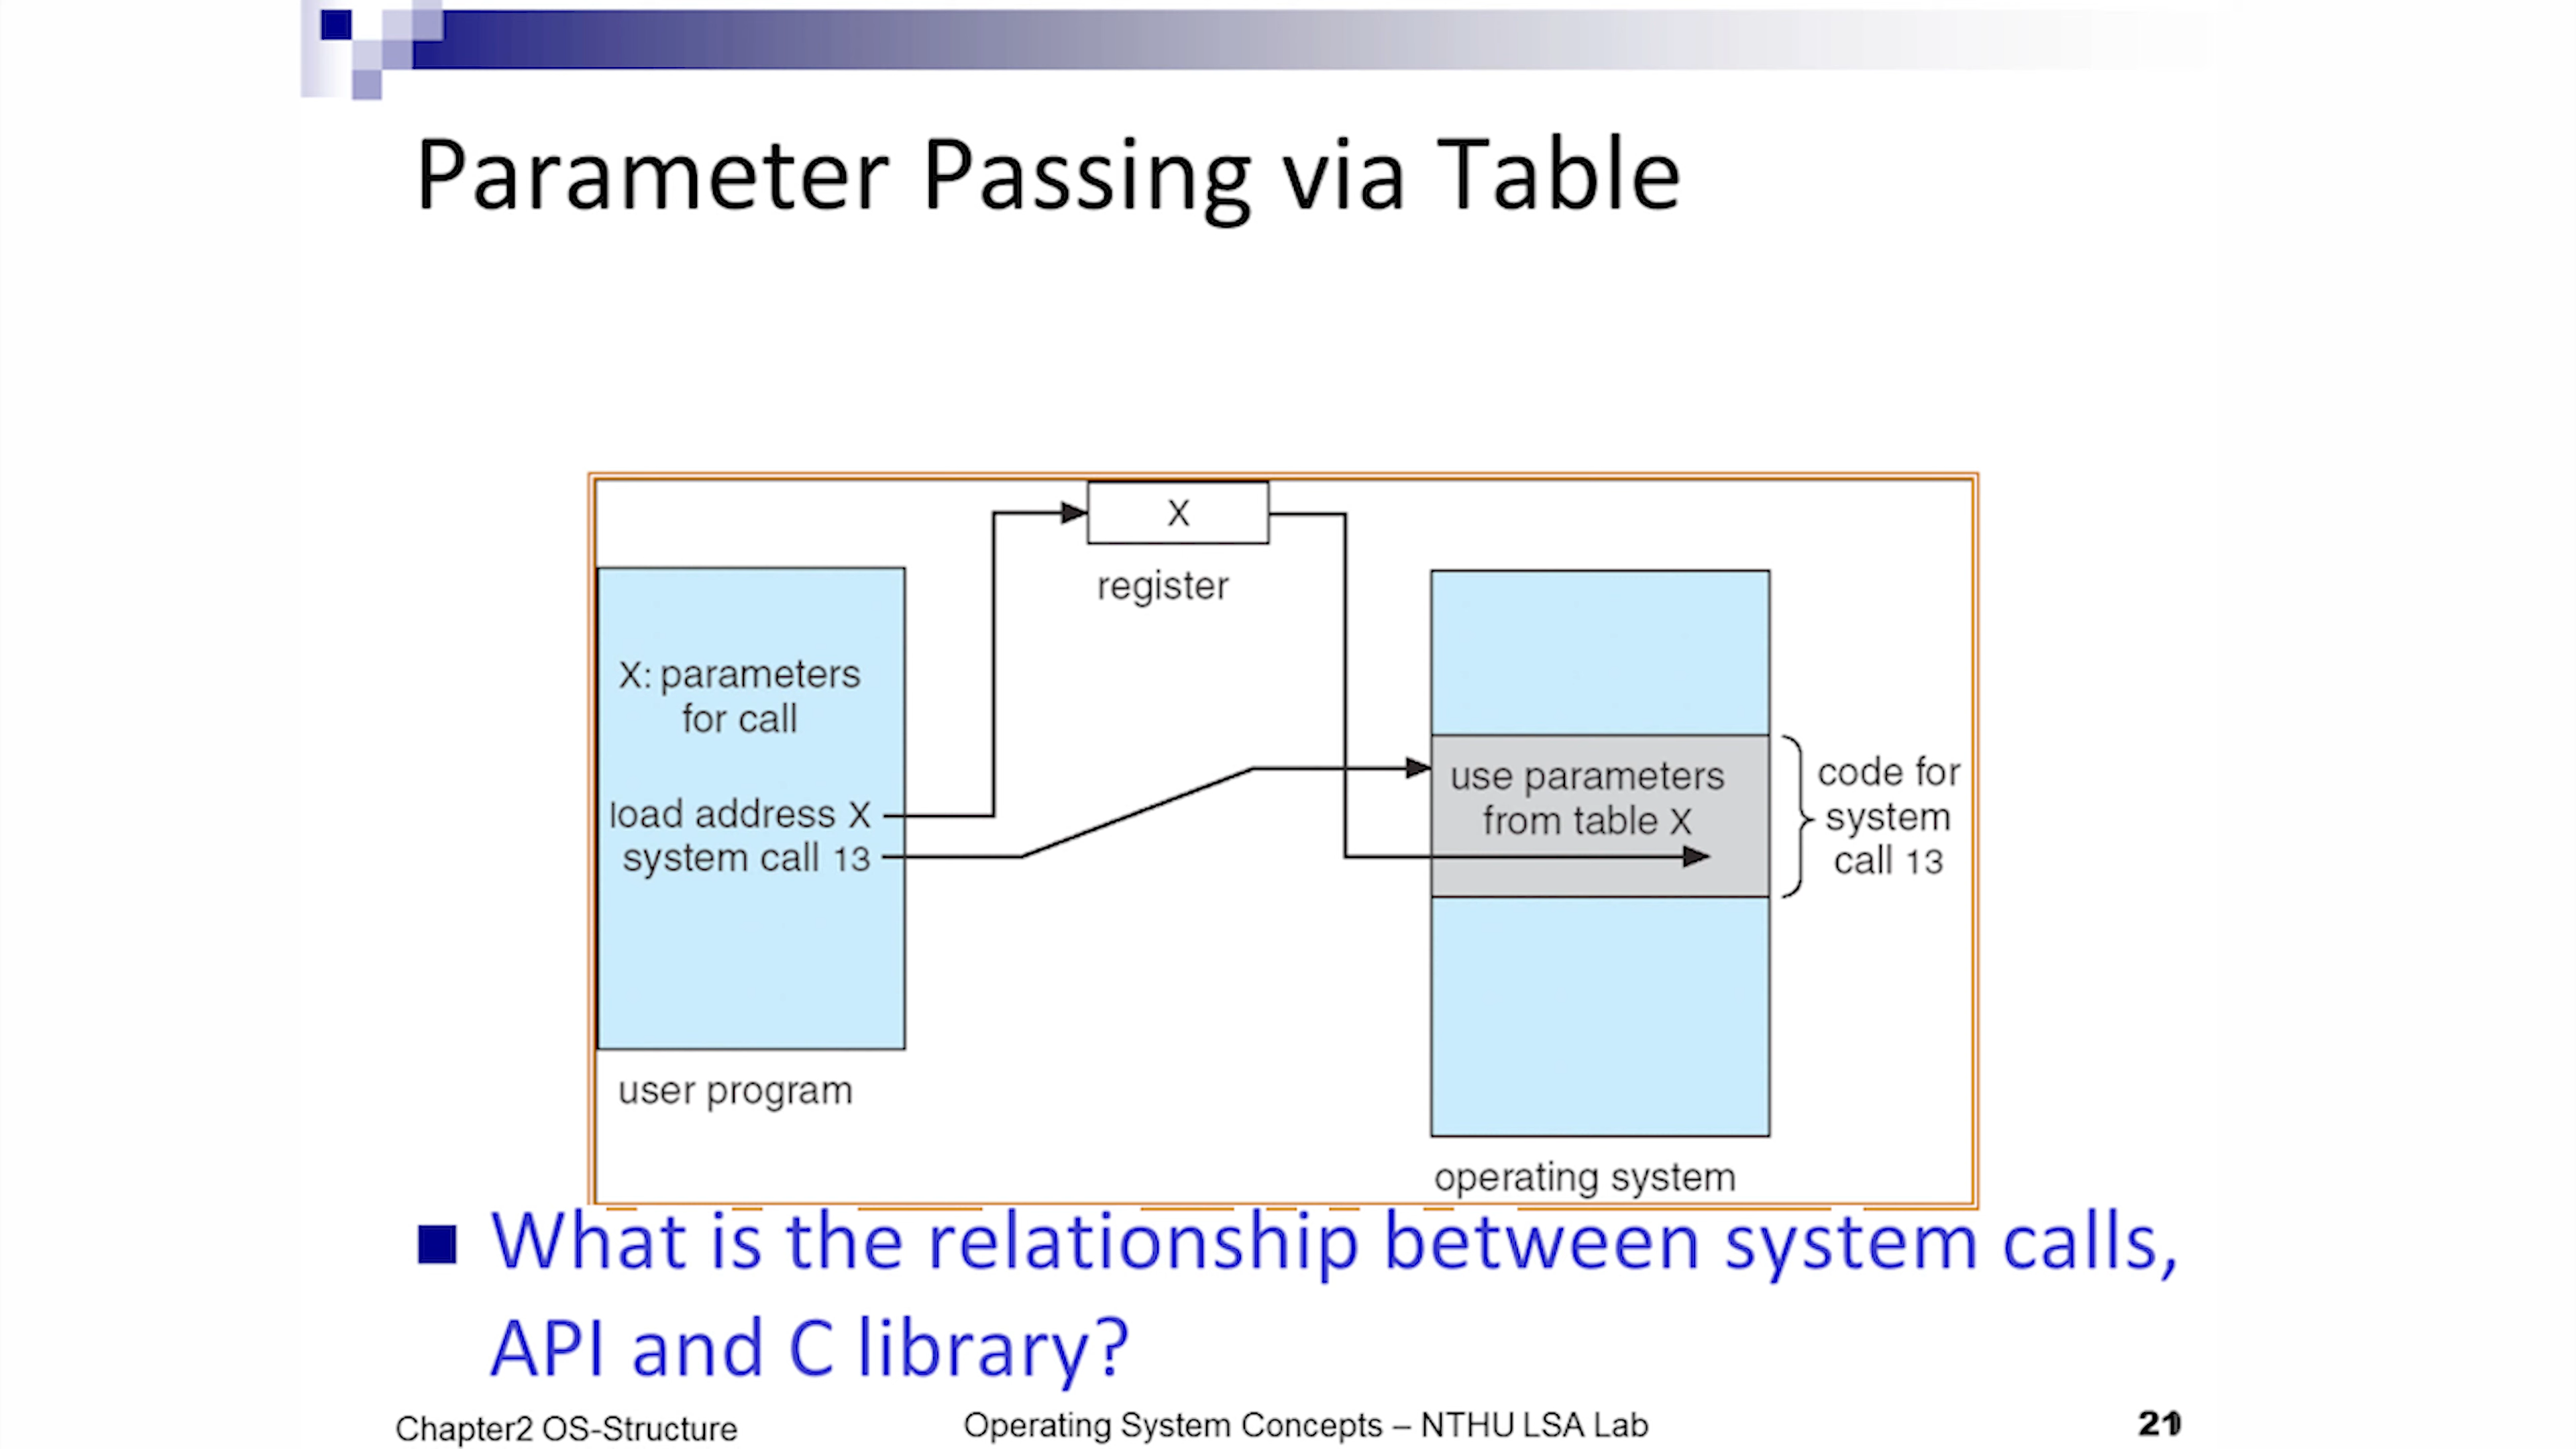 Parameter Passing via Table
X
register
X: parameters
for call
load address X
system call 13
user program
use parameters
from table X
code for
system
call 13
operating system
What is the relationship between system calls,
API and C library?
Chapter2 OS-Structure
Operating System Concepts – NTHU LSA Lab